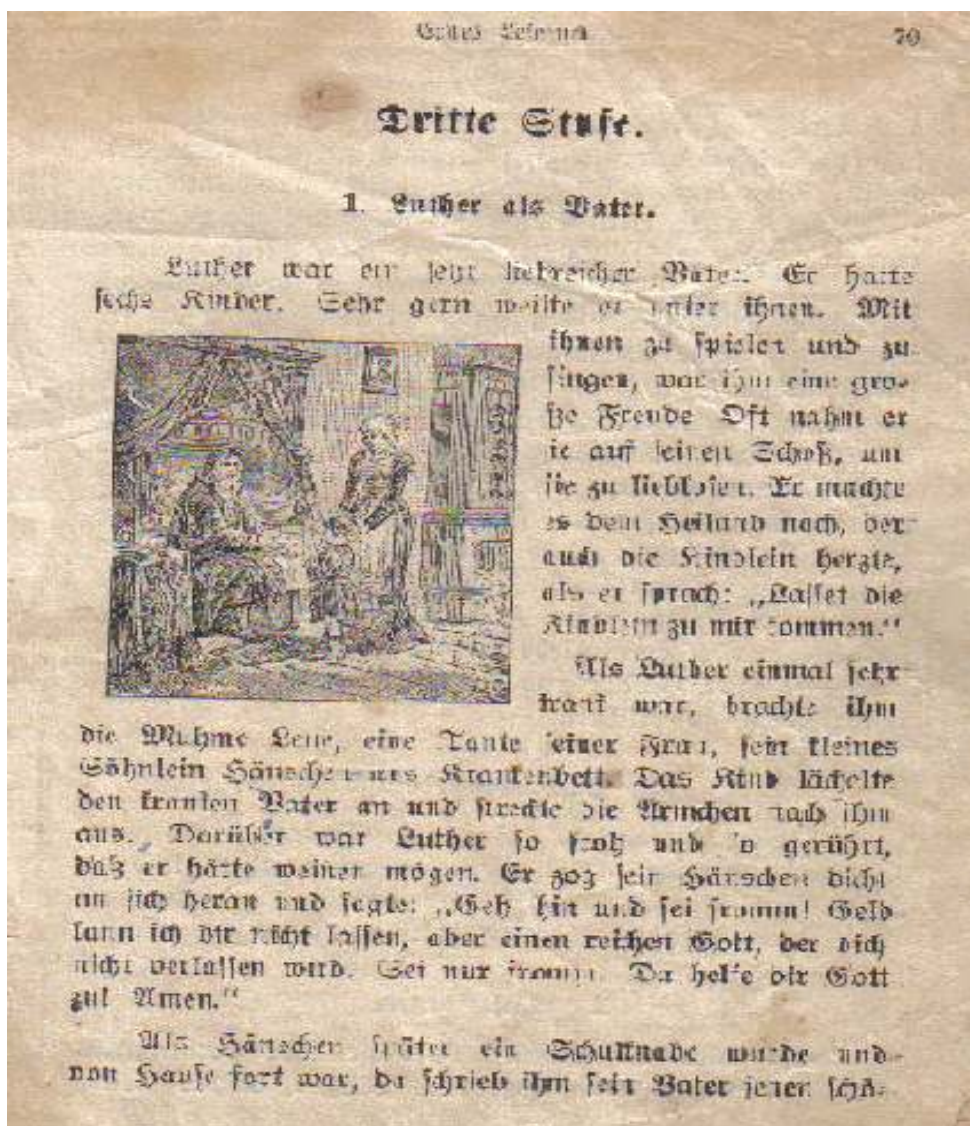 79
Dritte Stufe.
1. Luther als Vater.
Luther war ein sehr liebreicher Vater. Er hatte
sechs Kinder. Sehr gern weilte er unter ihnen. Mit
ihnen zu spielen und zu
singen, war ihm eine gro-
ße Freude Oft nahm er
sie auf seinen Schoß, um
sie zu liebkosen. Er machte
es dem Heiland nach, der
auch die Kindlein herzte,
als er sprach: „Lasset die
Kindlein zu mir kommen.“
Als Luther einmal sehr
krank war, brachte ihm
die Muhme Lene, eine Tante seiner Frau, sein kleines
Söhnlein Hänschen ans Krankenbett. Das Kind lächelte
den kranken Vater an und streckte die Ärmchen nach ihm
aus. Darüber war Luther so froh und so gerührt,
daß er hätte weinen mögen. Er zog sein Hänschen dicht
an sich heran und sagte: „Geh hin und sei fromm! Geld
kann ich dir nicht lassen, aber einen reichen Gott, der dich
nicht verlassen wird. Sei nur fromm. Da helfe dir Gott
zu! Amen.“
Als Hänschen später ein Schulknabe wurde und
von Hause fort war, da schrieb ihm sein Vater jenen schö-